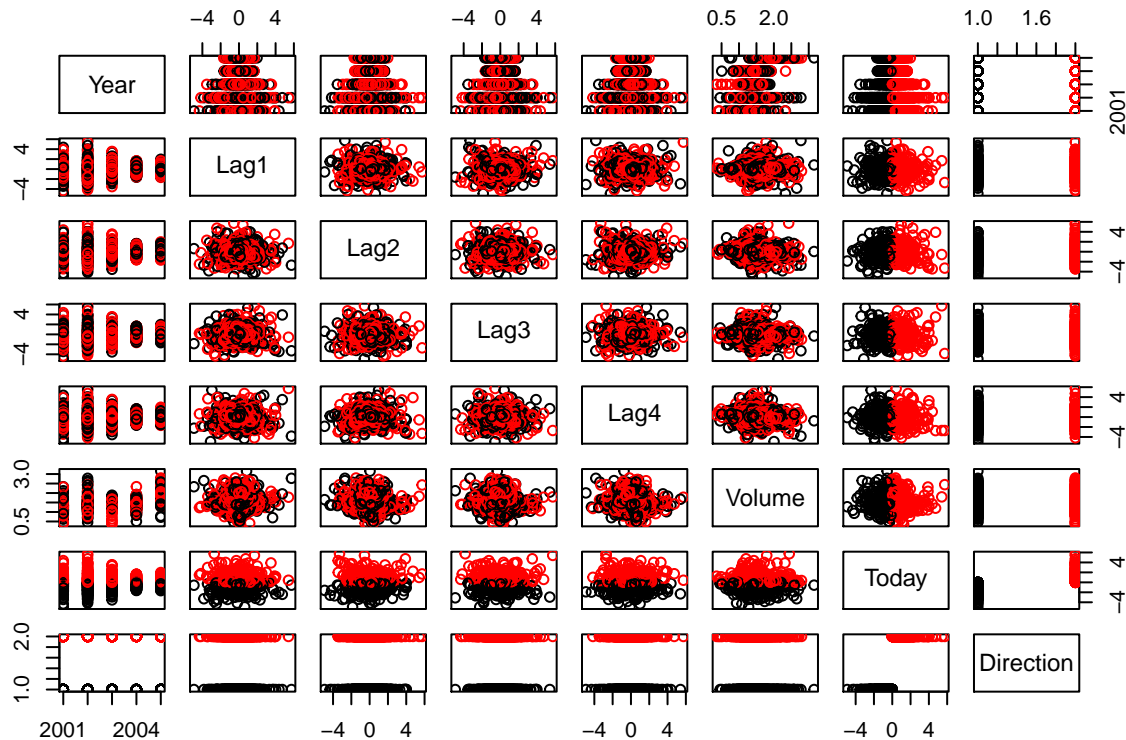 −4 0 4 −4 0 4 0.5 2.0 1.0 1.6
Year 2001
−4 4 Lag1
Lag2 −4 4
−4 4 Lag3
Lag4 −4 4
0.5 3.0 Volume
Today −4 4
1.0 2.0 Direction
2001 2004 −4 0 4 −4 0 4 −4 0 4